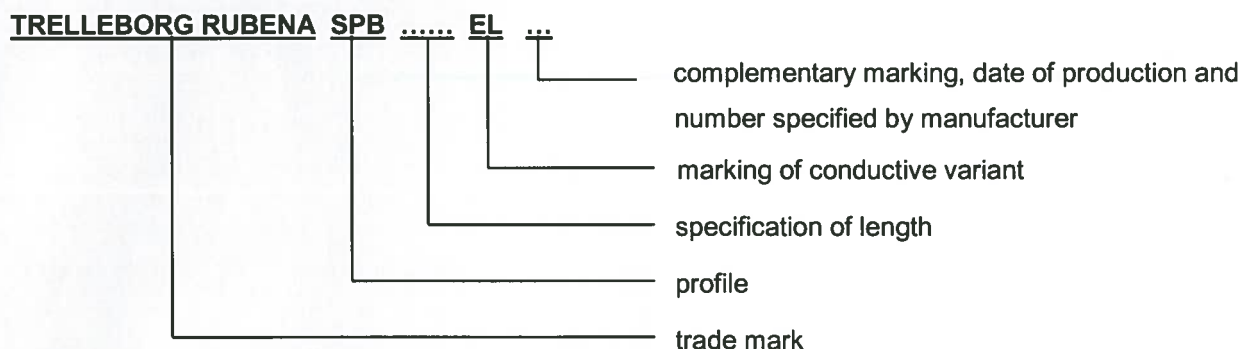 TRELLEBORG RUBENA SPB ...... EL ...
complementary marking, date of production and
number specified by manufacturer
marking of conductive variant
specification of length
profile
trade mark